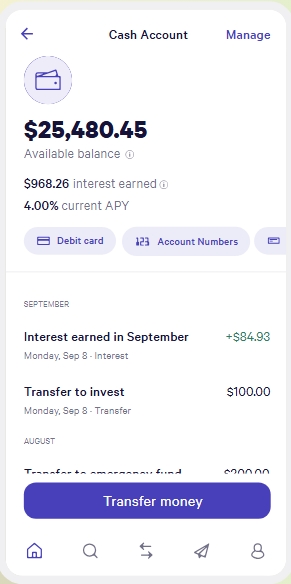 Cash Account Manage
$25,480.45
Available balance
$968.26 interest earned
4.00% current APY
Debit card Account Numbers
SEPTEMBER
Interest earned in September +$84.93
Monday, Sep 8 · Interest
Transfer to invest $100.00
Monday, Sep 8 · Transfer
AUGUST
Transfer to emergency fund $200.00
Transfer money